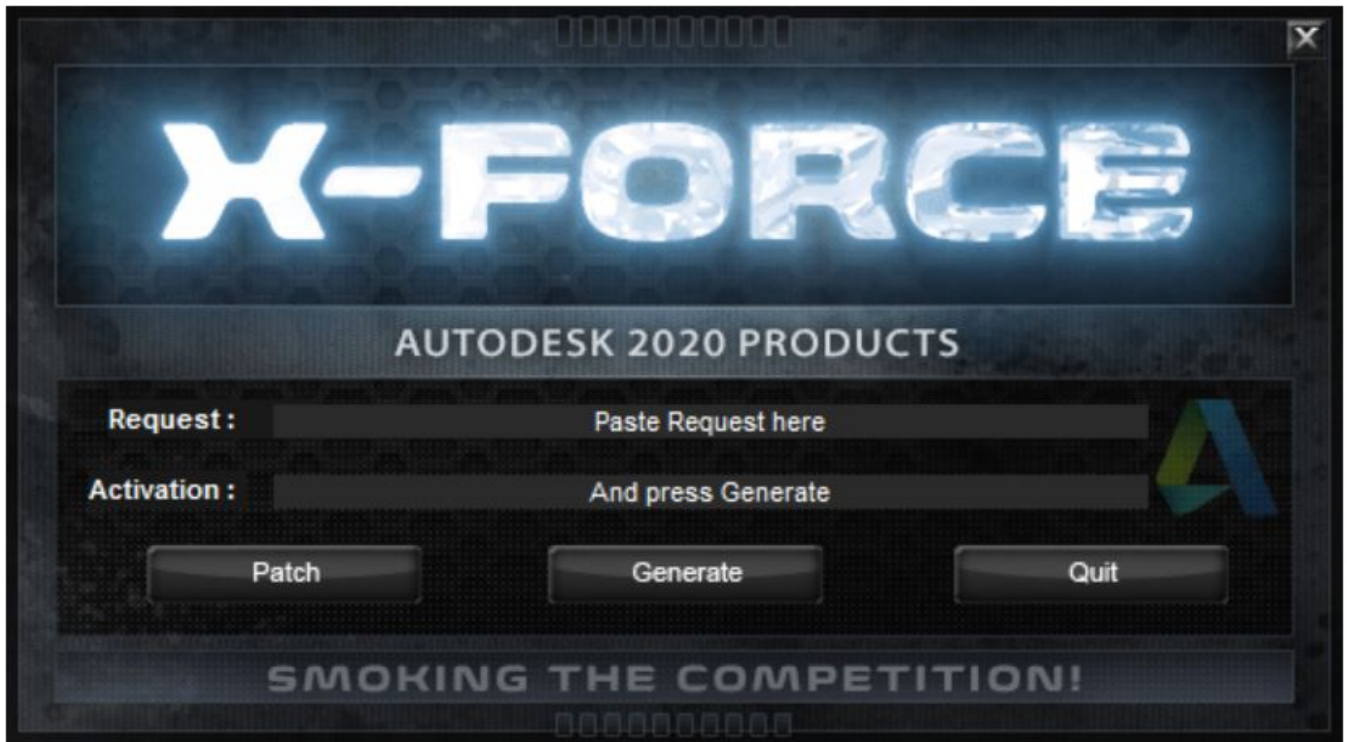 X-FORCE
AUTODESK 2020 PRODUCTS
Request : Paste Request here
Activation : And press Generate
Patch Generate Quit
SMOKING THE COMPETITION!